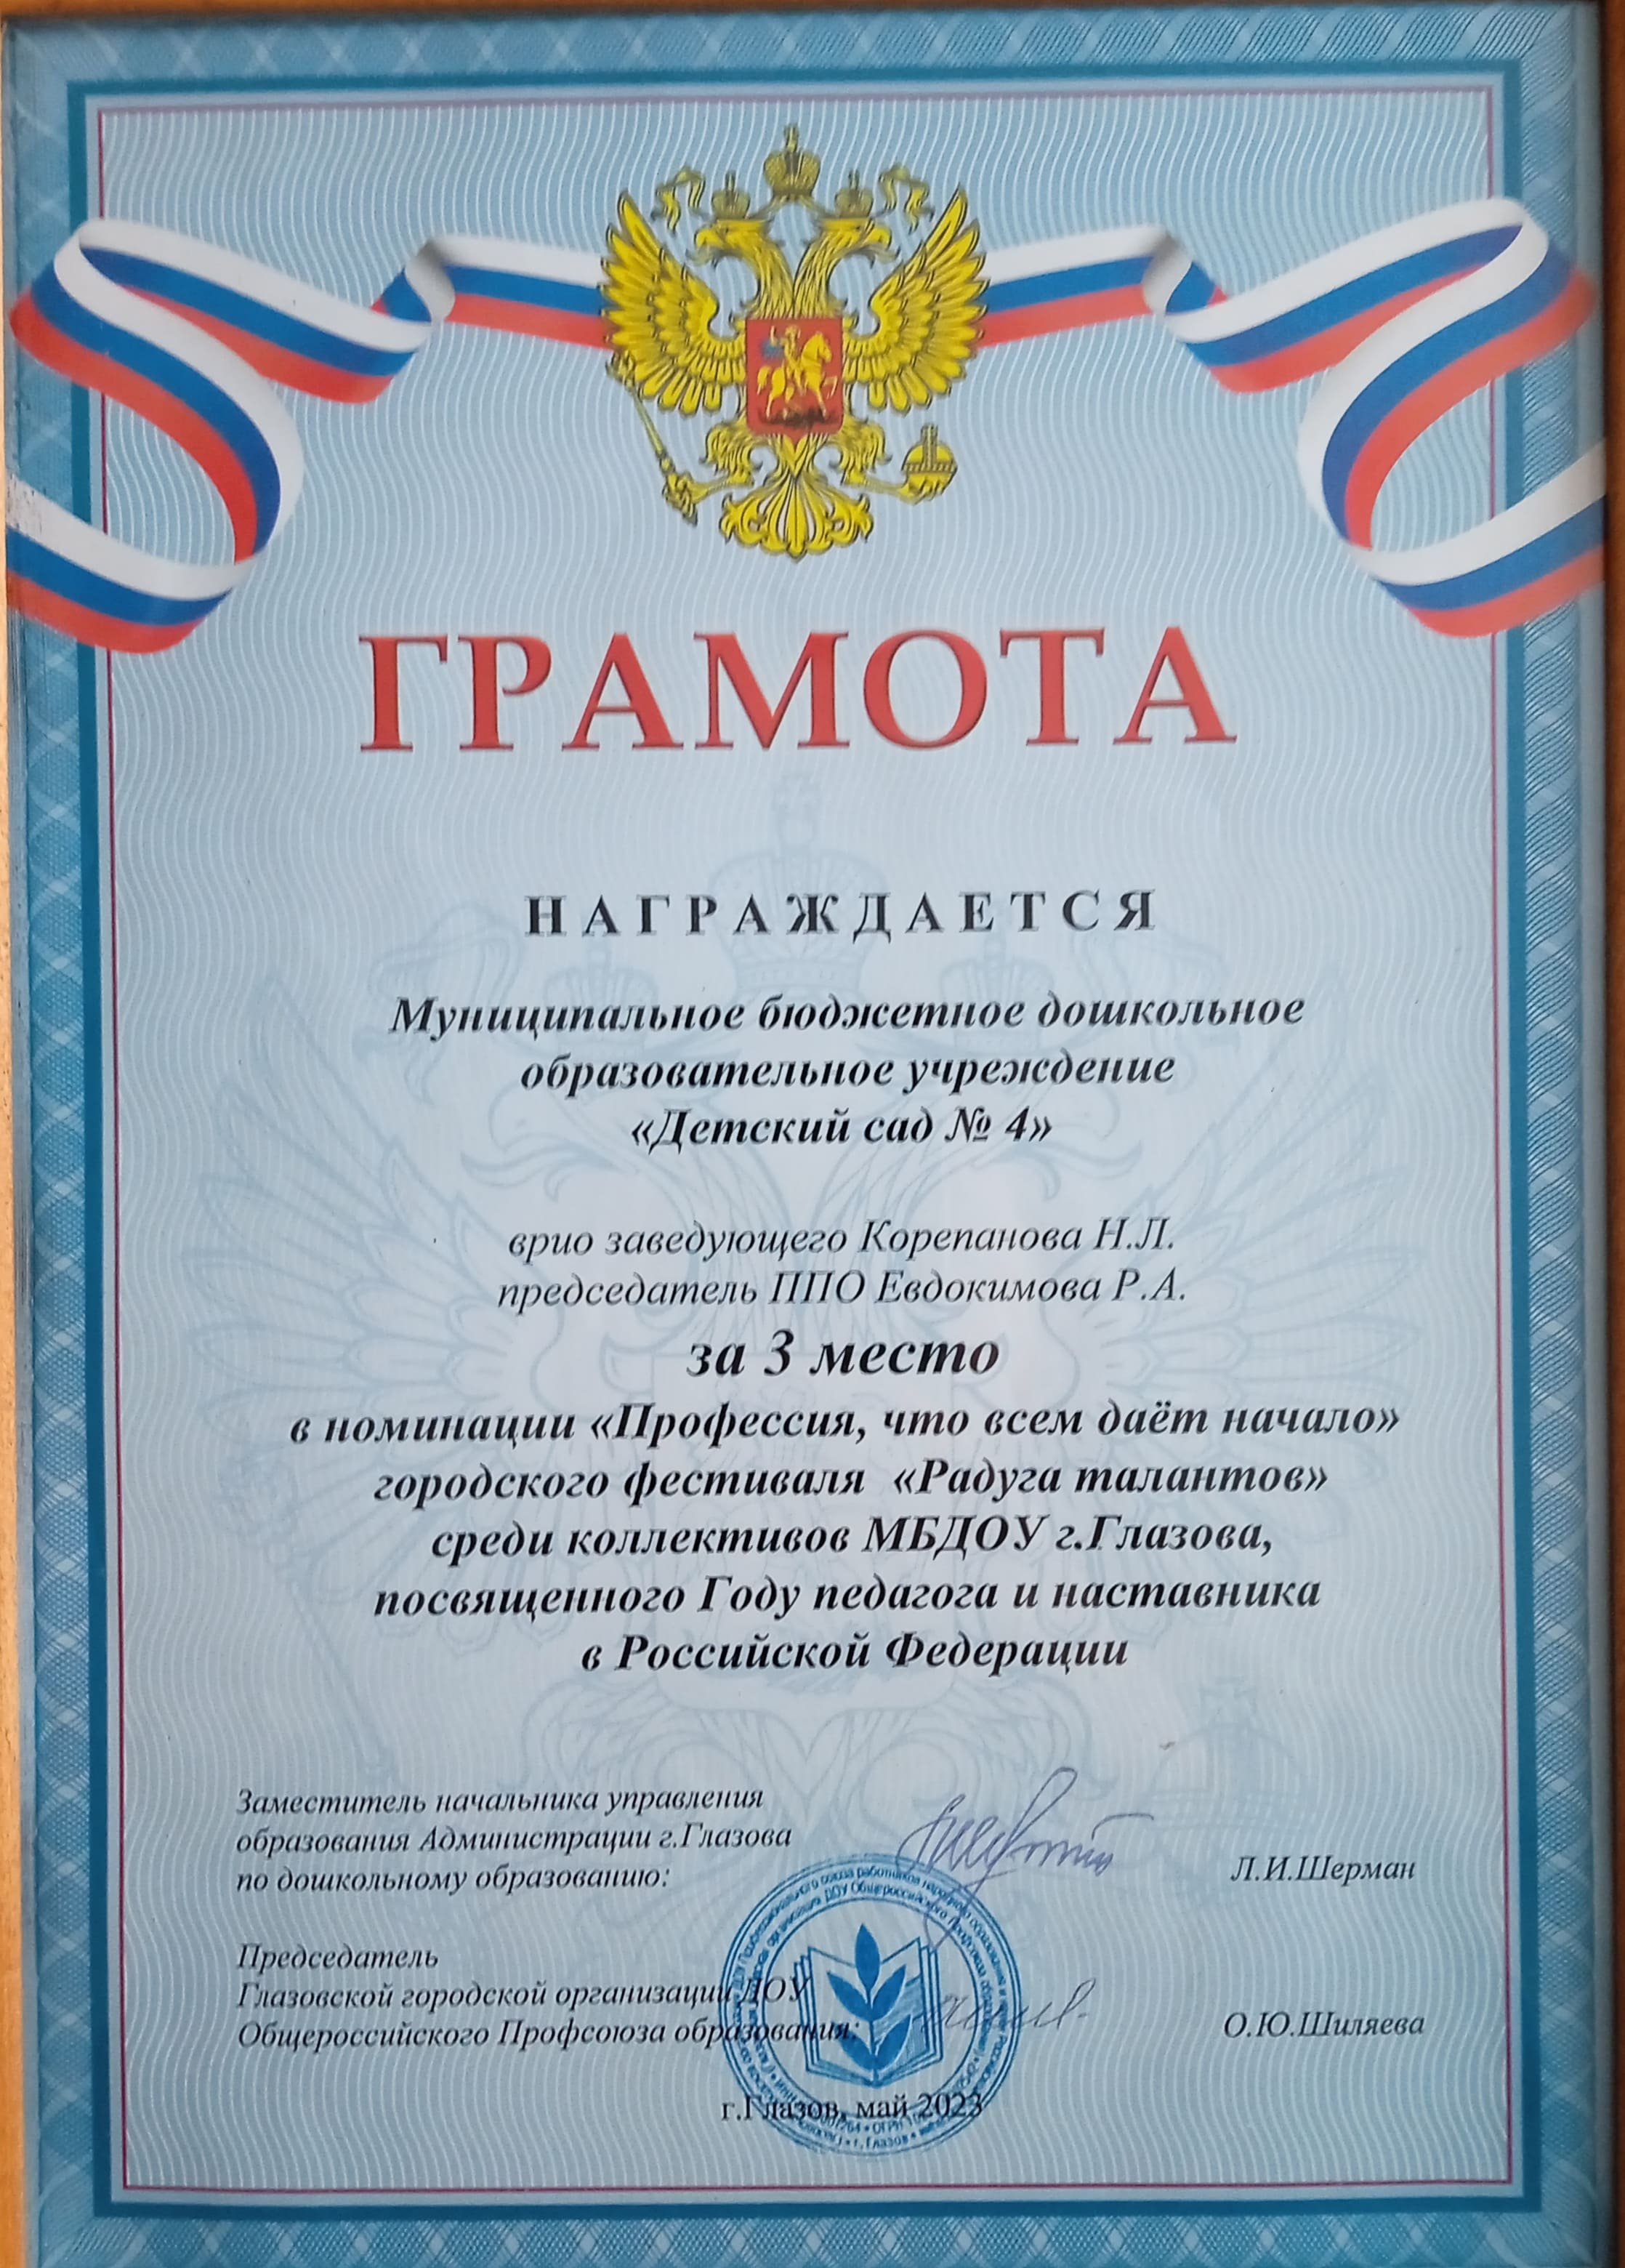 ГРАМОТА
НАГРАЖДАЕТСЯ
Муниципальное бюджетное дошкольное
образовательное учреждение
«Детский сад № 4»
врио заведующего Корепанова Н.Л.
председатель ППО Евдокимова Р.А.
за 3 место
в номинации «Профессия, что всем даёт начало»
городского фестиваля «Радуга талантов»
среди коллективов МБДОУ г.Глазова,
посвященного Году педагога и наставника
в Российской Федерации
Заместитель начальника управления
образования Администрации г.Глазова
по дошкольному образованию:
Л.И.Шерман
Председатель
Глазовской городской организации ДОУ
Общероссийского Профсоюза образования:
О.Ю.Шиляева
г.Глазов, май 2023